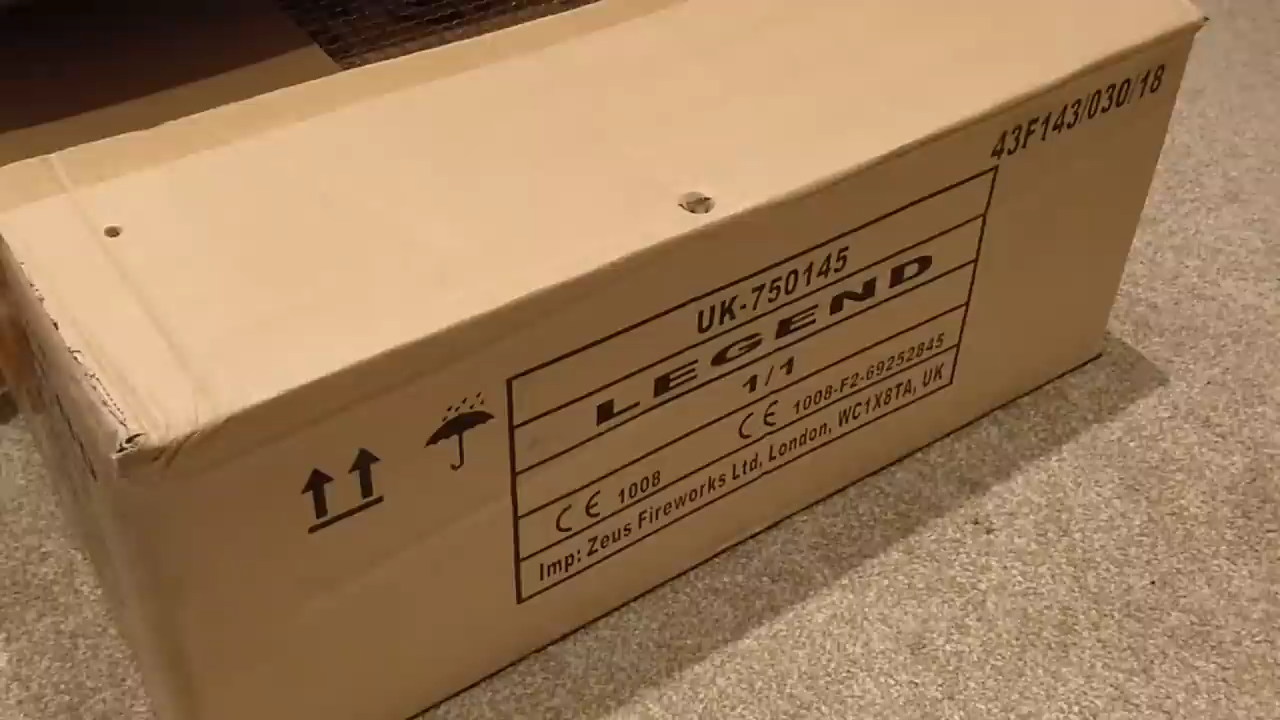 43F143/030/18
UK-750145
LEGEND
1/1
CE 1008 CE 1008-F2-69252845
Imp: Zeus Fireworks Ltd, London, WC1X8TA, UK